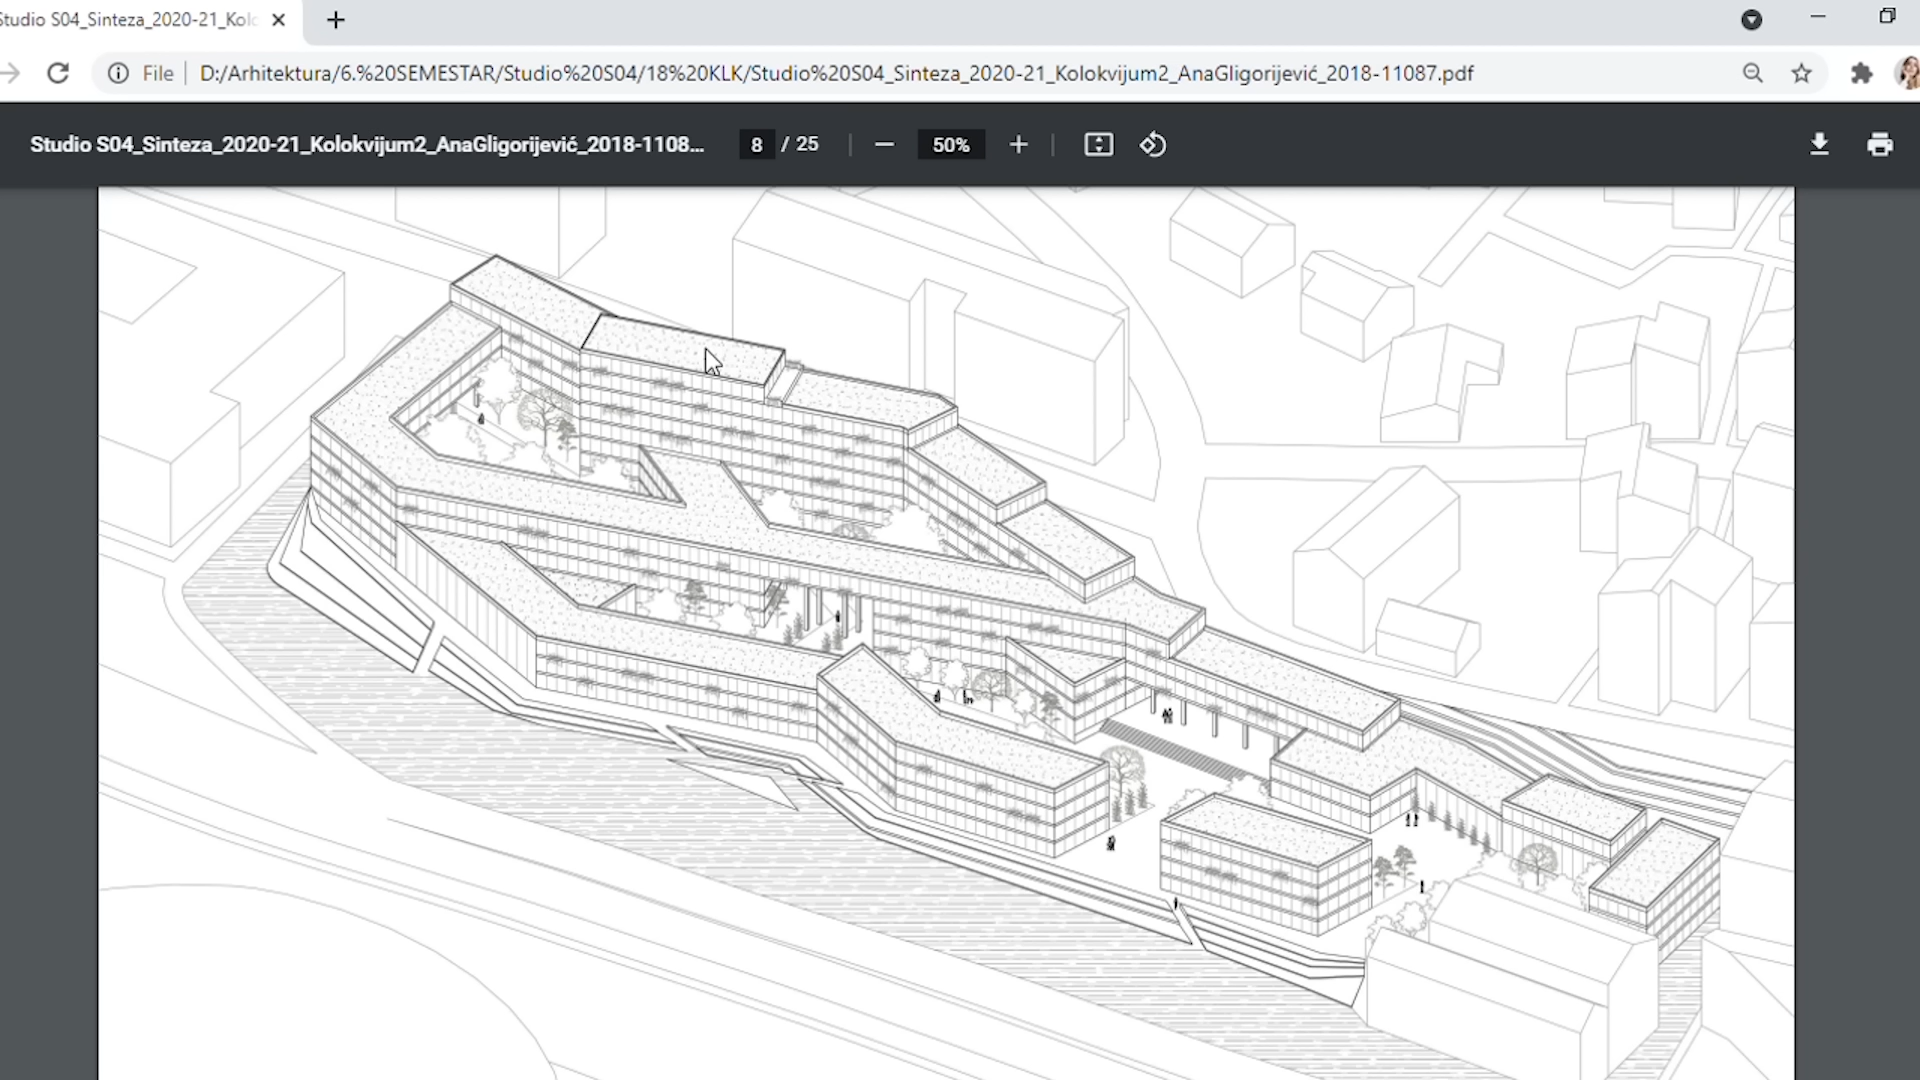 Studio S04_Sinteza_2020-21_Kol
File
D:/Arhitektura/6.%20SEMESTAR/Studio%20S04/18%20KLK/Studio%20S04_Sinteza_2020-21_Kolokvijum2_AnaGligorijević_2018-11087.pdf
Studio S04_Sinteza_2020-21_Kolokvijum2_AnaGligorijević_2018-1108...
8 / 25
50%